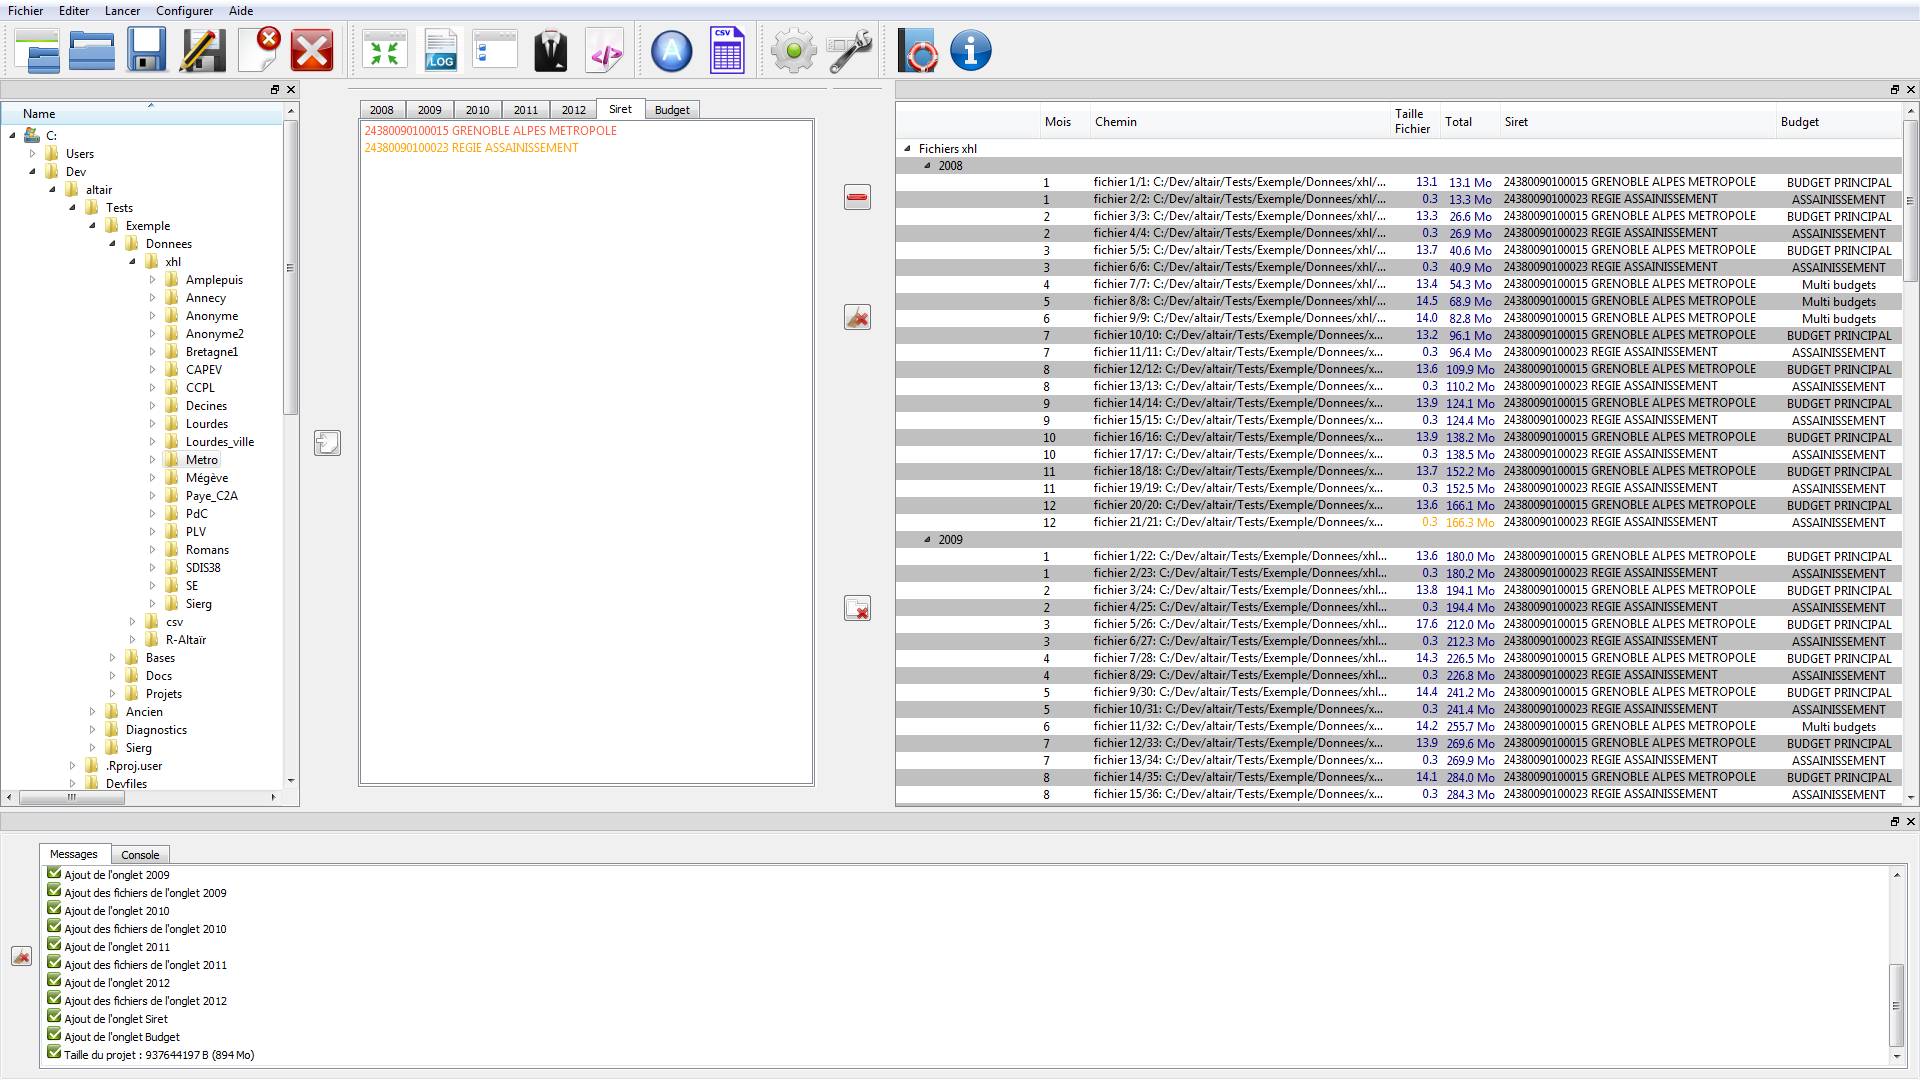 Fichier Editer Lancer Configurer Aide
LOG
A
CSV
Name
C:
Users
Dev
altair
Tests
Exemple
Donnees
xhl
Amplepuis
Annecy
Anonyme
Anonyme2
Bretagne1
CAPEV
CCPL
Decines
Lourdes
Lourdes_ville
Metro
Mégève
Paye_C2A
PdC
PLV
Romans
SDIS38
SE
Sierg
csv
R-Altaïr
Bases
Docs
Projets
Ancien
Diagnostics
Sierg
.Rproj.user
Devfiles
2008 2009 2010 2011 2012 Siret Budget
24380090100015 GRENOBLE ALPES METROPOLE
24380090100023 REGIE ASSAINISSEMENT
Mois Chemin Taille Fichier Total Siret Budget
Fichiers xhl
2008
1 fichier 1/1: C:/Dev/altair/Tests/Exemple/Donnees/xhl/... 13.1 13.1 Mo 24380090100015 GRENOBLE ALPES METROPOLE BUDGET PRINCIPAL
1 fichier 2/2: C:/Dev/altair/Tests/Exemple/Donnees/xhl/... 0.3 13.3 Mo 24380090100023 REGIE ASSAINISSEMENT ASSAINISSEMENT
2 fichier 3/3: C:/Dev/altair/Tests/Exemple/Donnees/xhl/... 13.3 26.6 Mo 24380090100015 GRENOBLE ALPES METROPOLE BUDGET PRINCIPAL
2 fichier 4/4: C:/Dev/altair/Tests/Exemple/Donnees/xhl/... 0.3 26.9 Mo 24380090100023 REGIE ASSAINISSEMENT ASSAINISSEMENT
3 fichier 5/5: C:/Dev/altair/Tests/Exemple/Donnees/xhl/... 13.7 40.6 Mo 24380090100015 GRENOBLE ALPES METROPOLE BUDGET PRINCIPAL
3 fichier 6/6: C:/Dev/altair/Tests/Exemple/Donnees/xhl/... 0.3 40.9 Mo 24380090100023 REGIE ASSAINISSEMENT ASSAINISSEMENT
4 fichier 7/7: C:/Dev/altair/Tests/Exemple/Donnees/xhl/... 13.4 54.3 Mo 24380090100015 GRENOBLE ALPES METROPOLE Multi budgets
5 fichier 8/8: C:/Dev/altair/Tests/Exemple/Donnees/xhl/... 14.5 68.9 Mo 24380090100015 GRENOBLE ALPES METROPOLE Multi budgets
6 fichier 9/9: C:/Dev/altair/Tests/Exemple/Donnees/xhl/... 14.0 82.8 Mo 24380090100015 GRENOBLE ALPES METROPOLE Multi budgets
7 fichier 10/10: C:/Dev/altair/Tests/Exemple/Donnees/x... 13.2 96.1 Mo 24380090100015 GRENOBLE ALPES METROPOLE BUDGET PRINCIPAL
7 fichier 11/11: C:/Dev/altair/Tests/Exemple/Donnees/x... 0.3 96.4 Mo 24380090100023 REGIE ASSAINISSEMENT ASSAINISSEMENT
8 fichier 12/12: C:/Dev/altair/Tests/Exemple/Donnees/x... 13.6 109.9 Mo 24380090100015 GRENOBLE ALPES METROPOLE BUDGET PRINCIPAL
8 fichier 13/13: C:/Dev/altair/Tests/Exemple/Donnees/x... 0.3 110.2 Mo 24380090100023 REGIE ASSAINISSEMENT ASSAINISSEMENT
9 fichier 14/14: C:/Dev/altair/Tests/Exemple/Donnees/x... 13.9 124.1 Mo 24380090100015 GRENOBLE ALPES METROPOLE BUDGET PRINCIPAL
9 fichier 15/15: C:/Dev/altair/Tests/Exemple/Donnees/x... 0.3 124.4 Mo 24380090100023 REGIE ASSAINISSEMENT ASSAINISSEMENT
10 fichier 16/16: C:/Dev/altair/Tests/Exemple/Donnees/x... 13.9 138.2 Mo 24380090100015 GRENOBLE ALPES METROPOLE BUDGET PRINCIPAL
10 fichier 17/17: C:/Dev/altair/Tests/Exemple/Donnees/x... 0.3 138.5 Mo 24380090100023 REGIE ASSAINISSEMENT ASSAINISSEMENT
11 fichier 18/18: C:/Dev/altair/Tests/Exemple/Donnees/x... 13.7 152.2 Mo 24380090100015 GRENOBLE ALPES METROPOLE BUDGET PRINCIPAL
11 fichier 19/19: C:/Dev/altair/Tests/Exemple/Donnees/x... 0.3 152.5 Mo 24380090100023 REGIE ASSAINISSEMENT ASSAINISSEMENT
12 fichier 20/20: C:/Dev/altair/Tests/Exemple/Donnees/x... 13.6 166.1 Mo 24380090100015 GRENOBLE ALPES METROPOLE BUDGET PRINCIPAL
12 fichier 21/21: C:/Dev/altair/Tests/Exemple/Donnees/x... 0.3 166.3 Mo 24380090100023 REGIE ASSAINISSEMENT ASSAINISSEMENT
2009
1 fichier 1/22: C:/Dev/altair/Tests/Exemple/Donnees/xhl... 13.6 180.0 Mo 24380090100015 GRENOBLE ALPES METROPOLE BUDGET PRINCIPAL
1 fichier 2/23: C:/Dev/altair/Tests/Exemple/Donnees/xhl... 0.3 180.2 Mo 24380090100023 REGIE ASSAINISSEMENT ASSAINISSEMENT
2 fichier 3/24: C:/Dev/altair/Tests/Exemple/Donnees/xhl... 13.8 194.1 Mo 24380090100015 GRENOBLE ALPES METROPOLE BUDGET PRINCIPAL
2 fichier 4/25: C:/Dev/altair/Tests/Exemple/Donnees/xhl... 0.3 194.4 Mo 24380090100023 REGIE ASSAINISSEMENT ASSAINISSEMENT
3 fichier 5/26: C:/Dev/altair/Tests/Exemple/Donnees/xhl... 17.6 212.0 Mo 24380090100015 GRENOBLE ALPES METROPOLE BUDGET PRINCIPAL
3 fichier 6/27: C:/Dev/altair/Tests/Exemple/Donnees/xhl... 0.3 212.3 Mo 24380090100023 REGIE ASSAINISSEMENT ASSAINISSEMENT
4 fichier 7/28: C:/Dev/altair/Tests/Exemple/Donnees/xhl... 14.3 226.5 Mo 24380090100015 GRENOBLE ALPES METROPOLE BUDGET PRINCIPAL
4 fichier 8/29: C:/Dev/altair/Tests/Exemple/Donnees/xhl... 0.3 226.8 Mo 24380090100023 REGIE ASSAINISSEMENT ASSAINISSEMENT
5 fichier 9/30: C:/Dev/altair/Tests/Exemple/Donnees/xhl... 14.4 241.2 Mo 24380090100015 GRENOBLE ALPES METROPOLE BUDGET PRINCIPAL
5 fichier 10/31: C:/Dev/altair/Tests/Exemple/Donnees/x... 0.3 241.4 Mo 24380090100023 REGIE ASSAINISSEMENT ASSAINISSEMENT
6 fichier 11/32: C:/Dev/altair/Tests/Exemple/Donnees/x... 14.2 255.7 Mo 24380090100015 GRENOBLE ALPES METROPOLE Multi budgets
7 fichier 12/33: C:/Dev/altair/Tests/Exemple/Donnees/x... 13.9 269.6 Mo 24380090100015 GRENOBLE ALPES METROPOLE BUDGET PRINCIPAL
7 fichier 13/34: C:/Dev/altair/Tests/Exemple/Donnees/x... 0.3 269.9 Mo 24380090100023 REGIE ASSAINISSEMENT ASSAINISSEMENT
8 fichier 14/35: C:/Dev/altair/Tests/Exemple/Donnees/x... 14.1 284.0 Mo 24380090100015 GRENOBLE ALPES METROPOLE BUDGET PRINCIPAL
8 fichier 15/36: C:/Dev/altair/Tests/Exemple/Donnees/x... 0.3 284.3 Mo 24380090100023 REGIE ASSAINISSEMENT ASSAINISSEMENT
Messages Console
Ajout de l'onglet 2009
Ajout des fichiers de l'onglet 2009
Ajout de l'onglet 2010
Ajout des fichiers de l'onglet 2010
Ajout de l'onglet 2011
Ajout des fichiers de l'onglet 2011
Ajout de l'onglet 2012
Ajout des fichiers de l'onglet 2012
Ajout de l'onglet Siret
Ajout de l'onglet Budget
Taille du projet : 937644197 B (894 Mo)